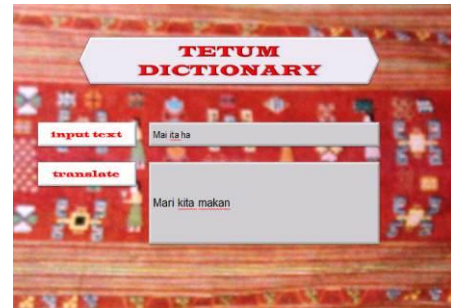 TETUM
DICTIONARY
input text
Mai ita ha
translate
Mari kita makan